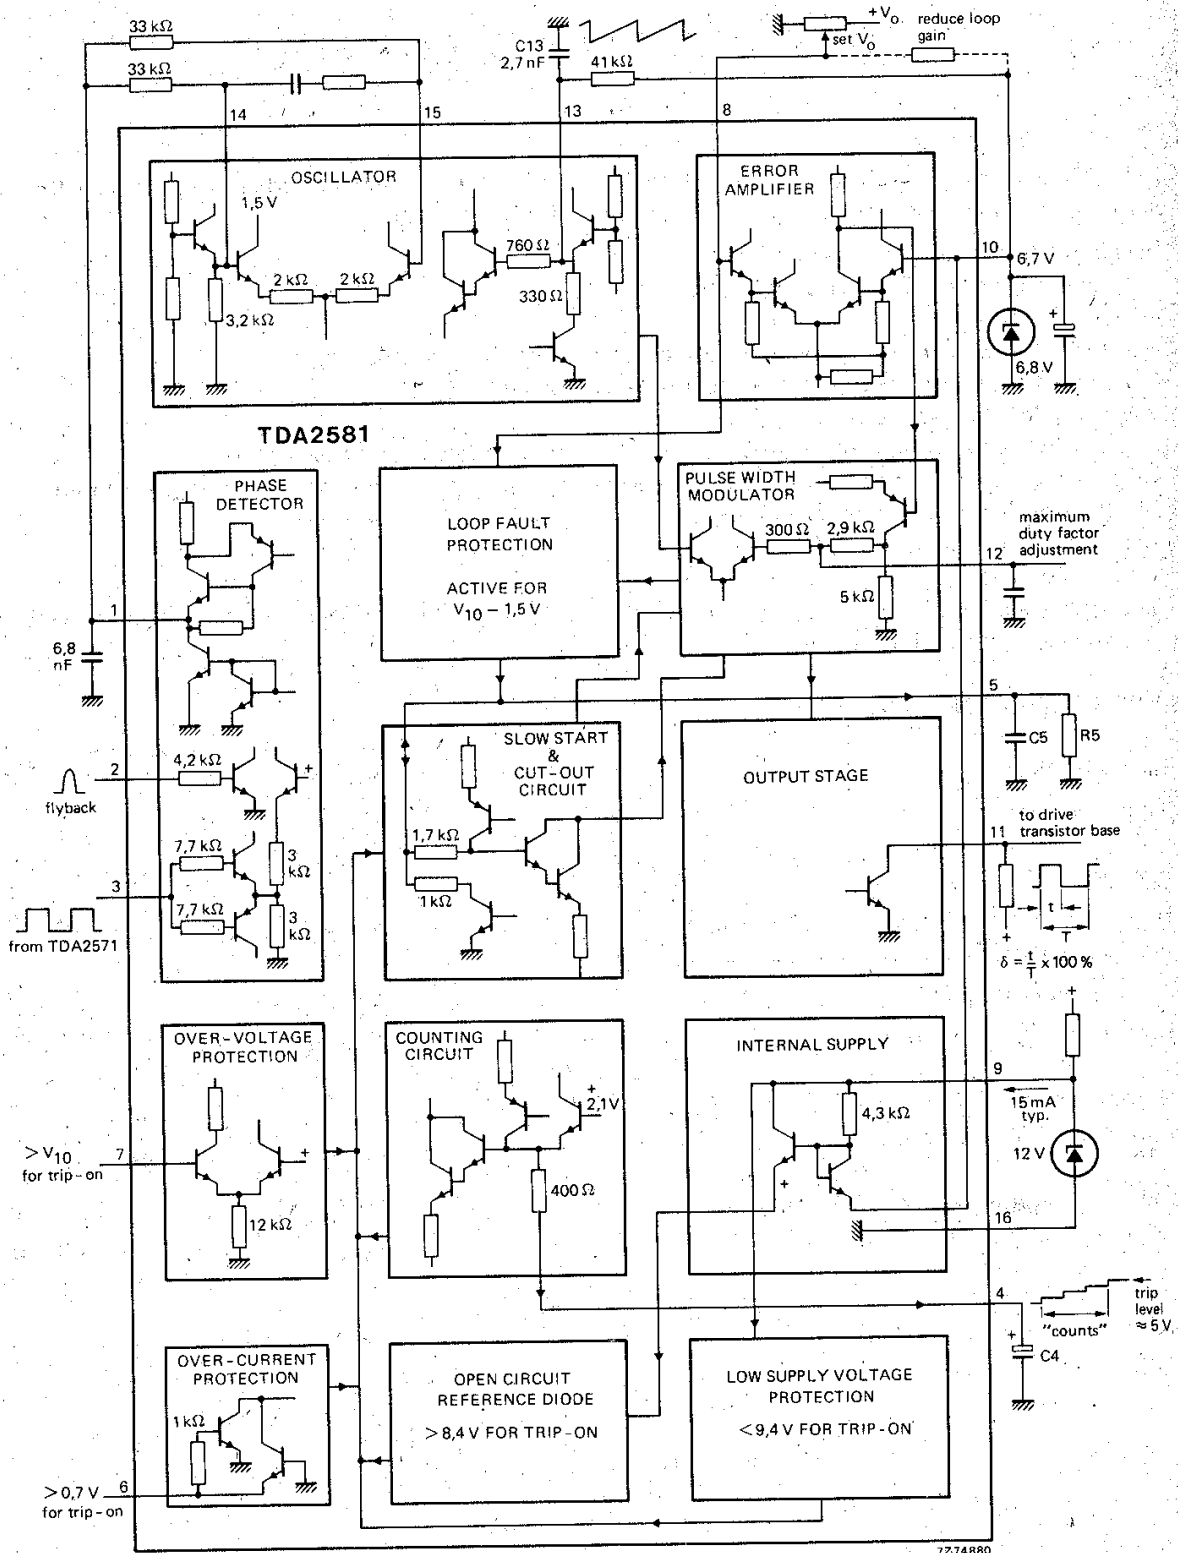 33 kΩ
33 kΩ
C13
2,7 nF
41 kΩ
+Vo
set Vo
reduce loop
gain
14
15
13
8
OSCILLATOR
1,5 V
2 kΩ
2 kΩ
3,2 kΩ
760 Ω
330 Ω
ERROR
AMPLIFIER
10
6,7 V
+
6,8 V
TDA2581
PHASE
DETECTOR
1
6,8
nF
LOOP FAULT
PROTECTION
ACTIVE FOR
V10 – 1,5 V
PULSE WIDTH
MODULATOR
300 Ω
2,9 kΩ
5 kΩ
maximum
duty factor
adjustment
12
5
C5
R5
2
4,2 kΩ
+
flyback
7,7 kΩ
3
kΩ
3
7,7 kΩ
3
kΩ
from TDA2571
SLOW START
&
CUT-OUT
CIRCUIT
1,7 kΩ
1 kΩ
OUTPUT STAGE
to drive
11 transistor base
t
T
+
δ = t/T x 100 %
OVER-VOLTAGE
PROTECTION
> V10
for trip-on
7
+
12 kΩ
COUNTING
CIRCUIT
+
2,1V
400 Ω
INTERNAL SUPPLY
4,3 kΩ
+
+
9
15 mA
typ.
12 V
16
4
trip
level
≈ 5 V
"counts"
+
C4
OVER-CURRENT
PROTECTION
1 kΩ
> 0,7 V
for trip-on
6
OPEN CIRCUIT
REFERENCE DIODE
> 8,4 V FOR TRIP-ON
LOW SUPPLY VOLTAGE
PROTECTION
< 9,4 V FOR TRIP-ON
7Z74880